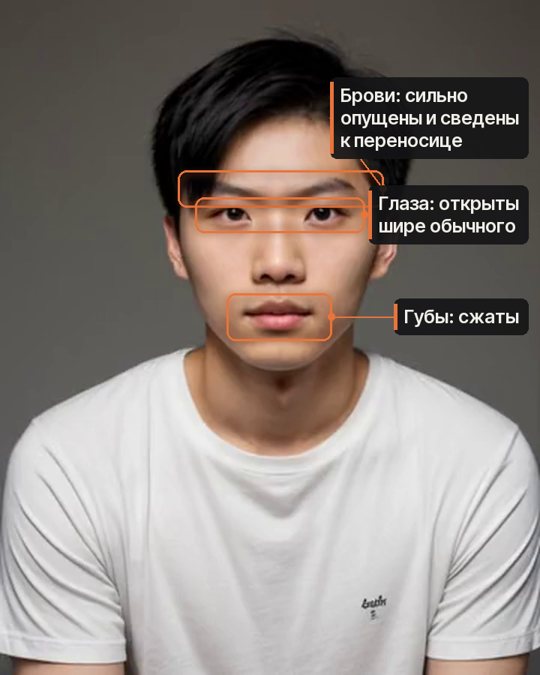 Брови: сильно
опущены и сведены
к переносице
Глаза: открыты
шире обычного
Губы: сжаты